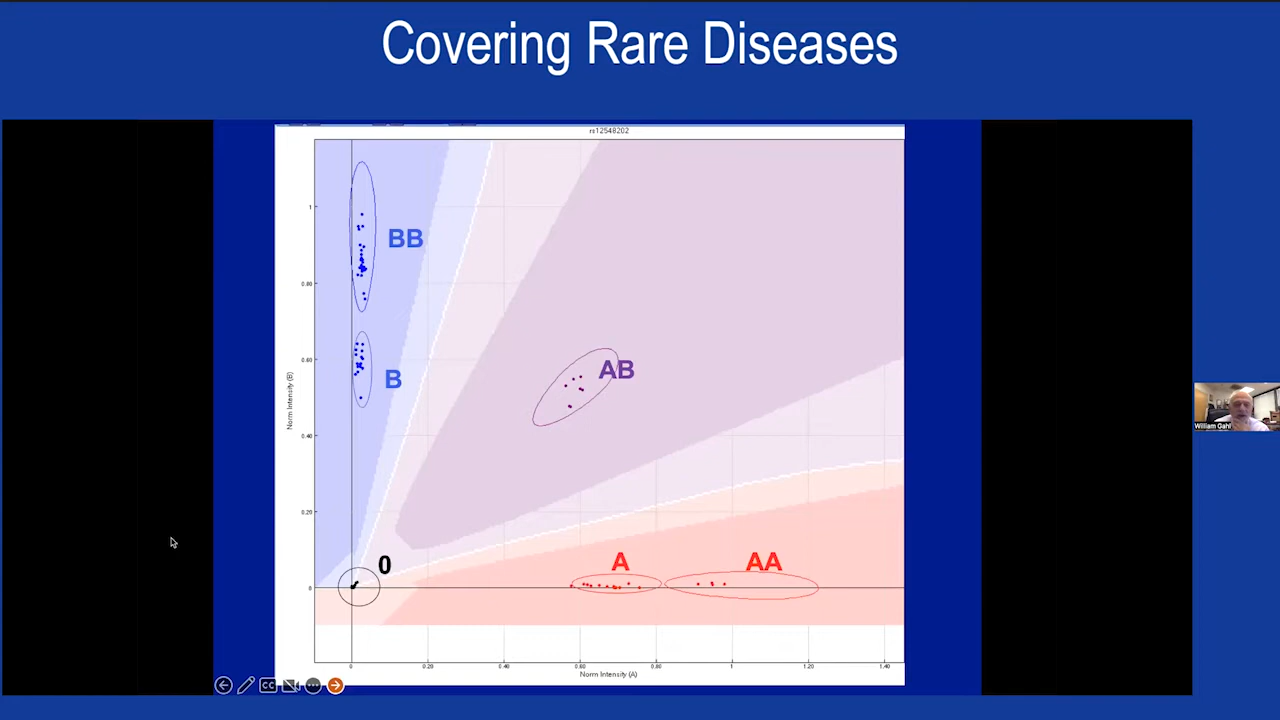 Covering Rare Diseases
rs12548202
1
0.80
0.60
0.40
0.20
0
Norm Intensity (B)
BB
B
AB
0
A
AA
0
0.20
0.40
0.60
0.80
1
1.20
1.40
Norm Intensity (A)
CC
William Gahl